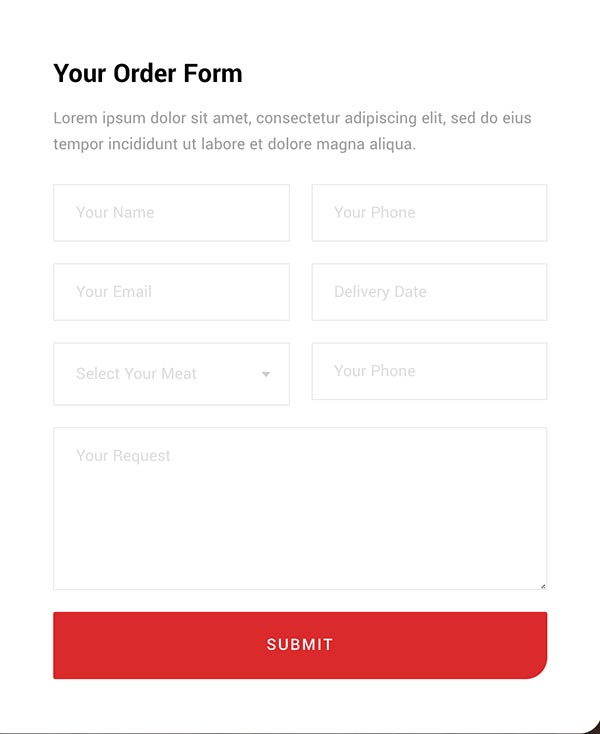 Your Order Form
Lorem ipsum dolor sit amet, consectetur adipiscing elit, sed do eius
tempor incididunt ut labore et dolore magna aliqua.
Your Name
Your Phone
Your Email
Delivery Date
Select Your Meat
Your Phone
Your Request
SUBMIT